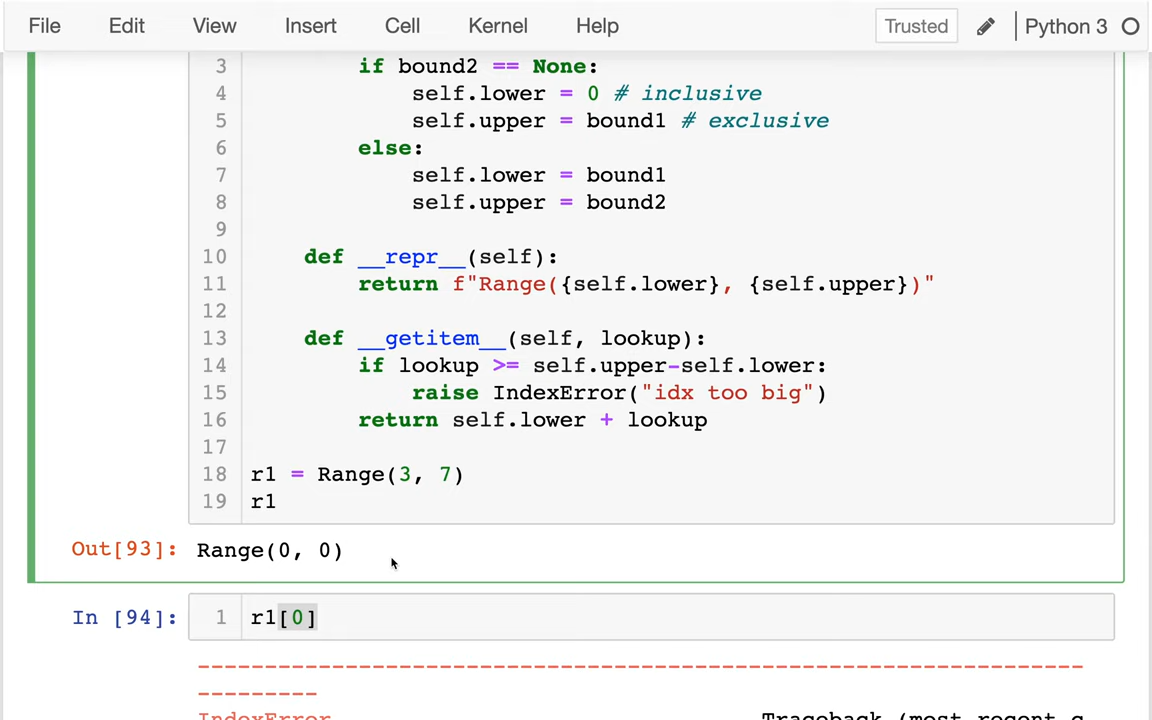 File Edit View Insert Cell Kernel Help Trusted Python 3
3 if bound2 == None:
4 self.lower = 0 # inclusive
5 self.upper = bound1 # exclusive
6 else:
7 self.lower = bound1
8 self.upper = bound2
9
10 def __repr__(self):
11 return f"Range({self.lower}, {self.upper})"
12
13 def __getitem__(self, lookup):
14 if lookup >= self.upper-self.lower:
15 raise IndexError("idx too big")
16 return self.lower + lookup
17
18 r1 = Range(3, 7)
19 r1
Out[93]: Range(0, 0)
In [94]: 1 r1[0]
---------------------------------------------------------------------------
IndexError Traceback (most recent c